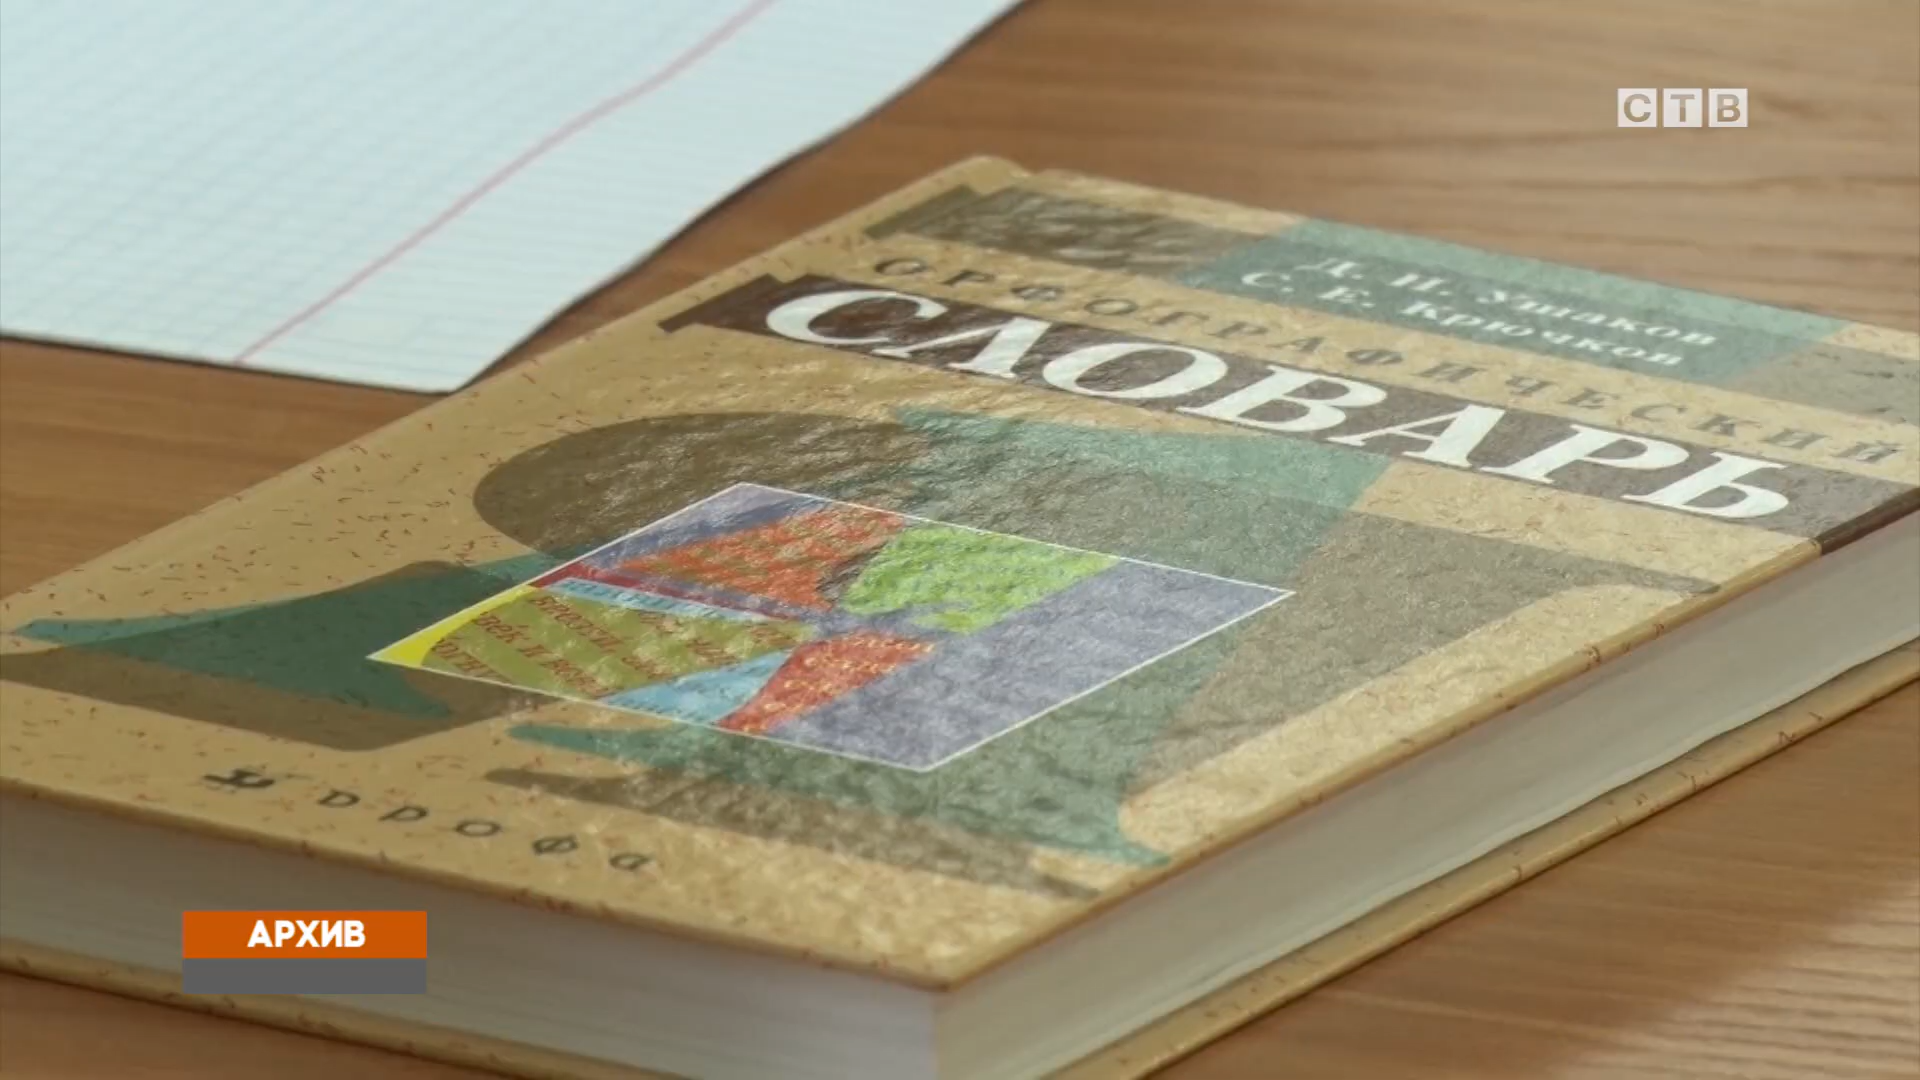 СТВ
Д. Н. Ушаков
С. Е. Крючков
ОРФОГРАФИЧЕСКИЙ
СЛОВАРЬ
дрофа
АРХИВ